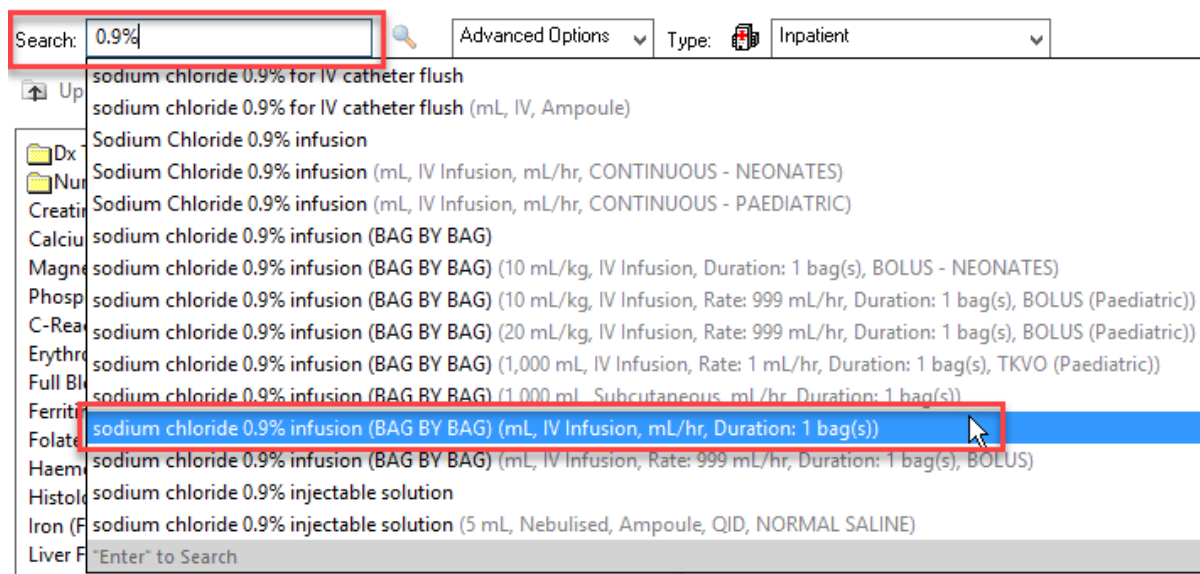 Search: 0.9% Advanced Options Type: Inpatient
Up
sodium chloride 0.9% for IV catheter flush
sodium chloride 0.9% for IV catheter flush (mL, IV, Ampoule)
Sodium Chloride 0.9% infusion
Dx
Sodium Chloride 0.9% infusion (mL, IV Infusion, mL/hr, CONTINUOUS - NEONATES)
Sodium Chloride 0.9% infusion (mL, IV Infusion, mL/hr, CONTINUOUS - PAEDIATRIC)
sodium chloride 0.9% infusion (BAG BY BAG)
sodium chloride 0.9% infusion (BAG BY BAG) (10 mL/kg, IV Infusion, Duration: 1 bag(s), BOLUS - NEONATES)
sodium chloride 0.9% infusion (BAG BY BAG) (10 mL/kg, IV Infusion, Rate: 999 mL/hr, Duration: 1 bag(s), BOLUS (Paediatric))
sodium chloride 0.9% infusion (BAG BY BAG) (20 mL/kg, IV Infusion, Rate: 999 mL/hr, Duration: 1 bag(s), BOLUS (Paediatric))
sodium chloride 0.9% infusion (BAG BY BAG) (1,000 mL, IV Infusion, Rate: 1 mL/hr, Duration: 1 bag(s), TKVO (Paediatric))
sodium chloride 0.9% infusion (BAG BY BAG) (1,000 mL, Subcutaneous, mL/hr, Duration: 1 bag(s))
sodium chloride 0.9% infusion (BAG BY BAG) (mL, IV Infusion, mL/hr, Duration: 1 bag(s))
sodium chloride 0.9% infusion (BAG BY BAG) (mL, IV Infusion, Rate: 999 mL/hr, Duration: 1 bag(s), BOLUS)
sodium chloride 0.9% injectable solution
sodium chloride 0.9% injectable solution (5 mL, Nebulised, Ampoule, QID, NORMAL SALINE)
Iron (F
Liver F
"Enter" to Search